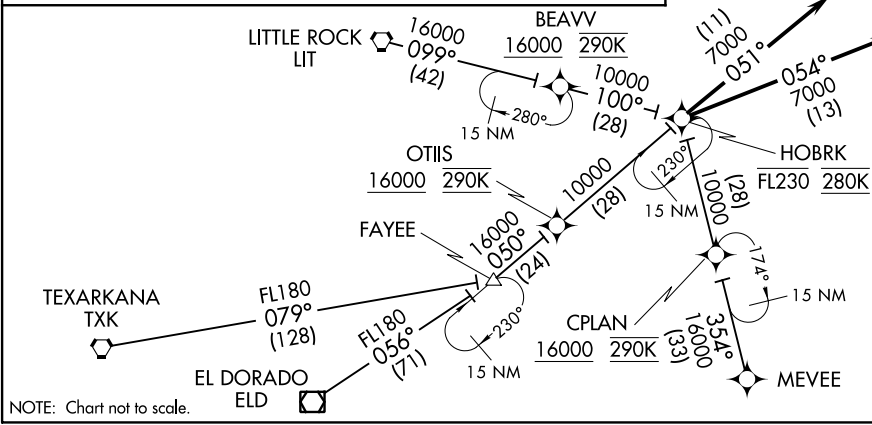 LITTLE ROCK
LIT
16000
099°
(42)
BEAVV
16000 290K
10000
100°
(28)
280°
15 NM
(11)
7000
051°
054°
7000
(13)
HOBRK
FL230 280K
230°
15 NM
OTIIS
16000 290K
10000
(28)
(28)
10000
FAYEE
16000
050°
(24)
174°
15 NM
TEXARKANA
TXK
FL180
079°
(128)
FL180
056°
(71)
230°
15 NM
CPLAN
16000 290K
354°
16000
(33)
MEVEE
EL DORADO
ELD
NOTE: Chart not to scale.